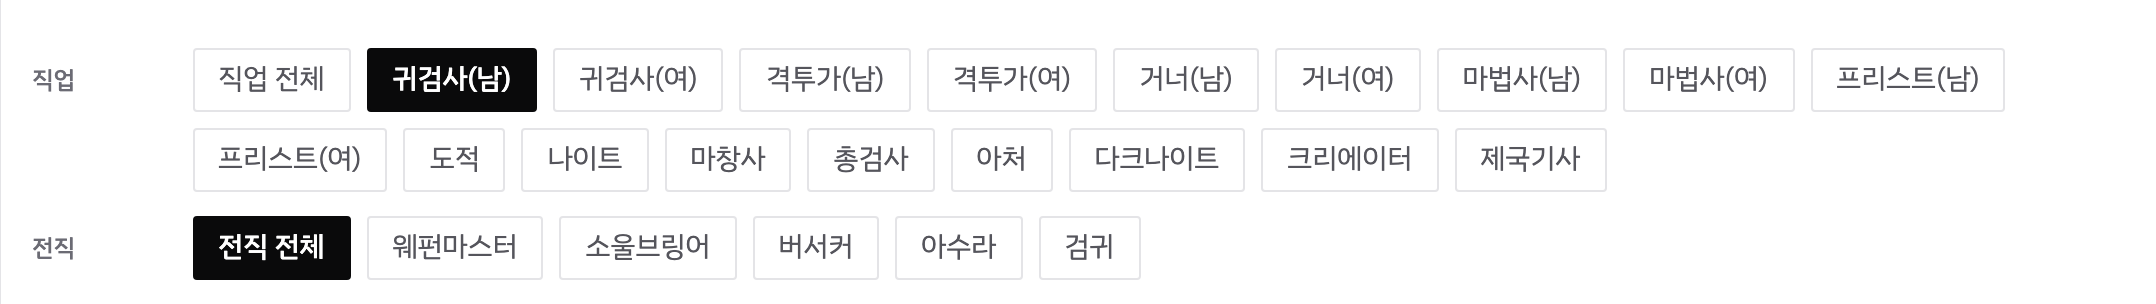 직업 직업 전체 귀검사(남) 귀검사(여) 격투가(남) 격투가(여) 거너(남) 거너(여) 마법사(남) 마법사(여) 프리스트(남)
프리스트(여) 도적 나이트 마창사 총검사 아처 다크나이트 크리에이터 제국기사
전직 전직 전체 웨펀마스터 소울브링어 버서커 아수라 검귀